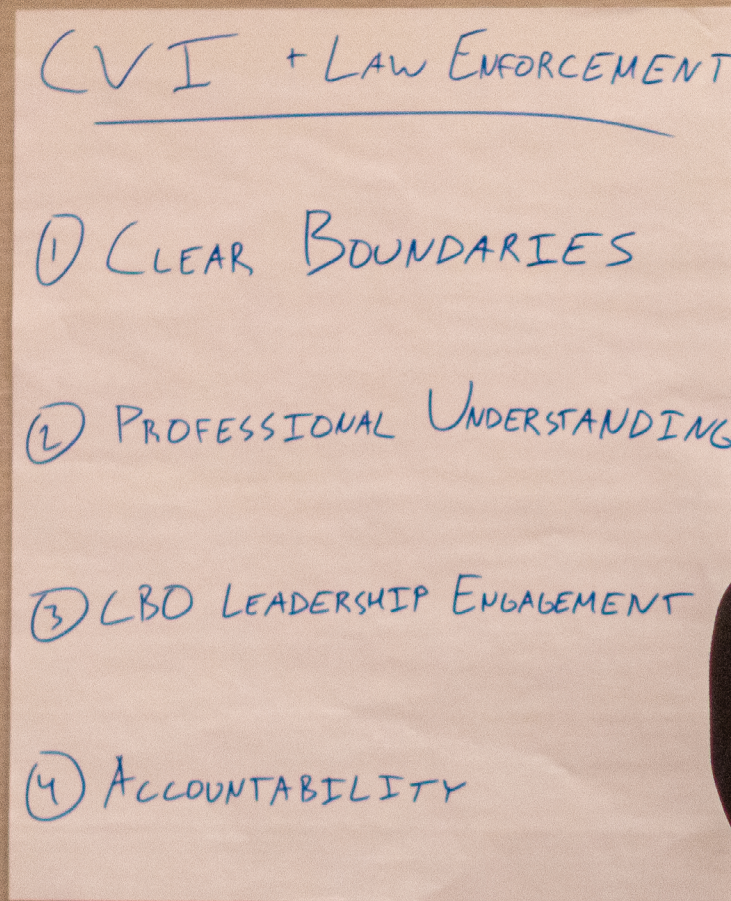 CVI + LAW ENFORCEMENT
① CLEAR BOUNDARIES
② PROFESSIONAL UNDERSTANDING
③ CBO LEADERSHIP ENGAGEMENT
④ ACCOUNTABILITY